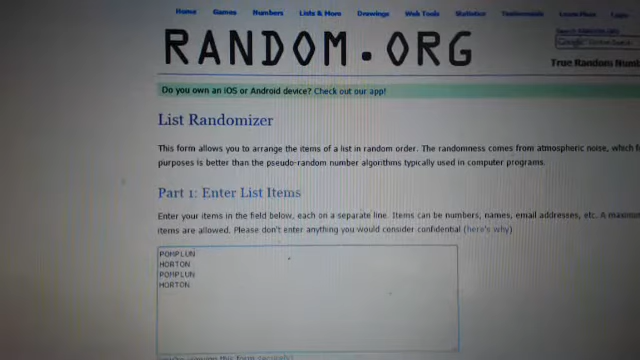 Home Games Numbers Lists & More Drawings Web Tools Statistics Testimonials Learn More Login
RANDOM.ORG
True Random Num
Do you own an iOS or Android device? Check out our app!
List Randomizer
This form allows you to arrange the items of a list in random order. The randomness comes from atmospheric noise, which f
purposes is better than the pseudo-random number algorithms typically used in computer programs.
Part 1: Enter List Items
Enter your items in the field below, each on a separate line. Items can be numbers, names, email addresses, etc. A maximum
items are allowed. Please don't enter anything you would consider confidential (here's why)
POMPLUN
HORTON
POMPLUN
HORTON